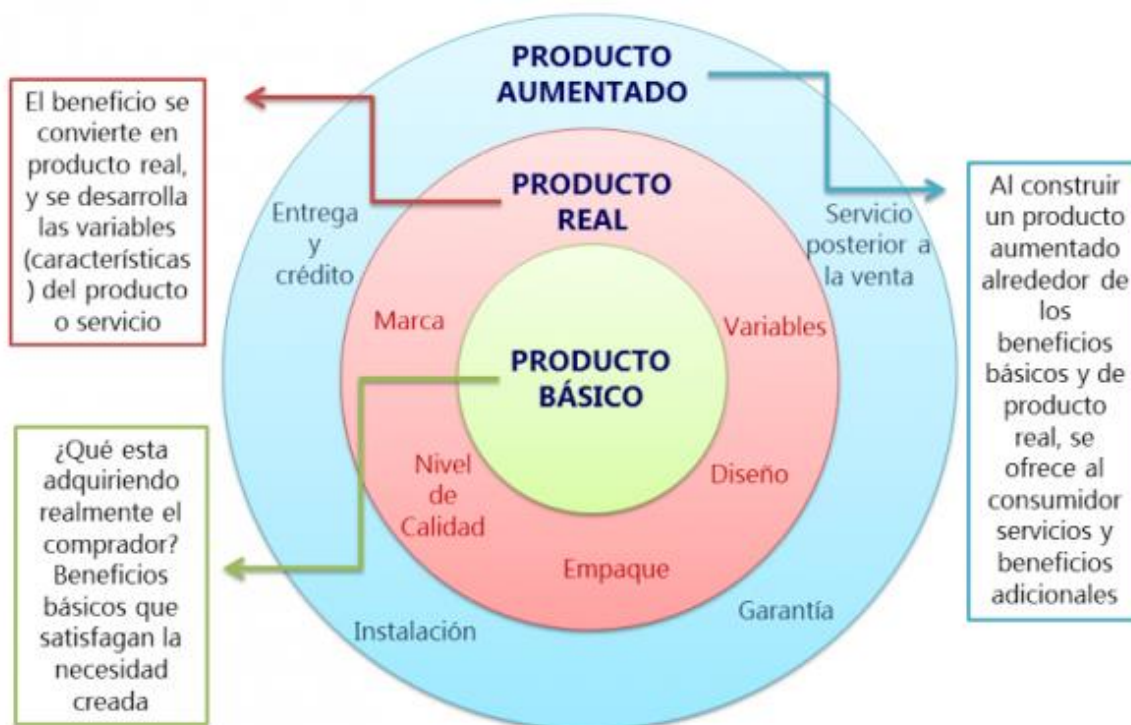 PRODUCTO
AUMENTADO
El beneficio se
convierte en
producto real,
y se desarrolla
las variables
(características
) del producto
o servicio
PRODUCTO
REAL
Entrega
y
crédito
Servicio
posterior a
la venta
Al construir
un producto
aumentado
alrededor de
los
beneficios
básicos y de
producto
real, se
ofrece al
consumidor
servicios y
beneficios
adicionales
Marca
Variables
PRODUCTO
BÁSICO
¿Qué esta
adquiriendo
realmente el
comprador?
Beneficios
básicos que
satisfagan la
necesidad
creada
Nivel
de
Calidad
Diseño
Empaque
Instalación
Garantía